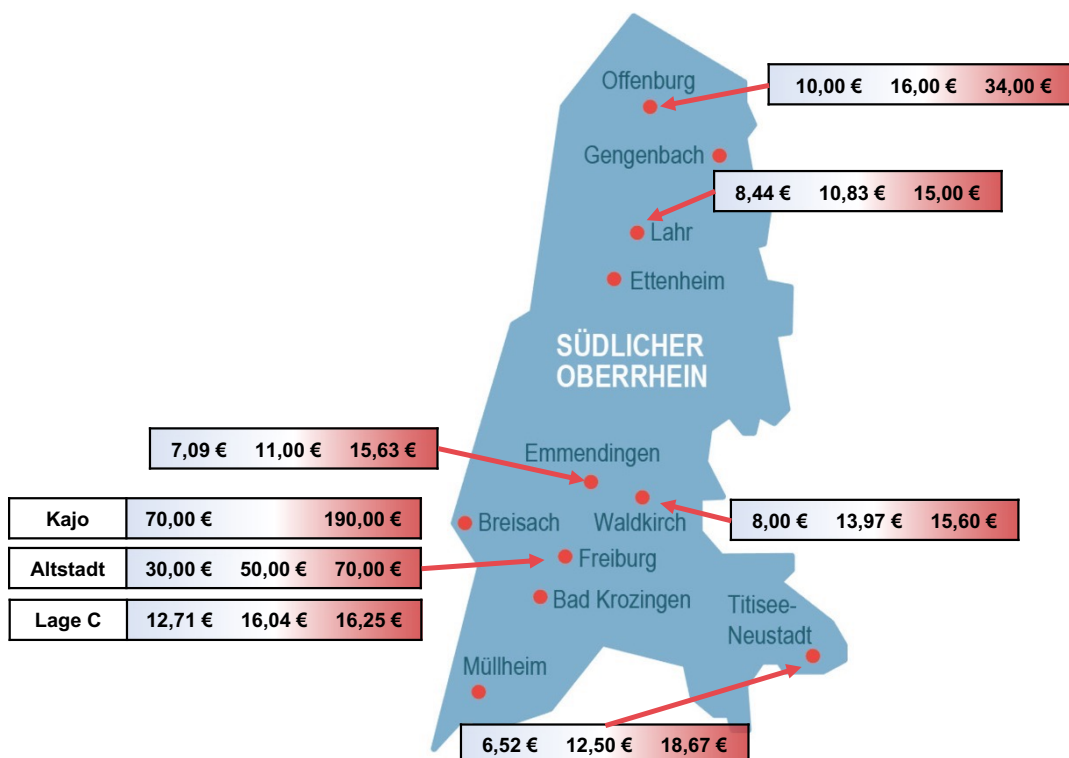 Offenburg
10,00 € 16,00 € 34,00 €
Gengenbach
8,44 € 10,83 € 15,00 €
Lahr
Ettenheim
SÜDLICHER
OBERRHEIN
7,09 € 11,00 € 15,63 €
Emmendingen
Kajo 70,00 € 190,00 €
Breisach
Waldkirch
8,00 € 13,97 € 15,60 €
Altstadt 30,00 € 50,00 € 70,00 €
Freiburg
Lage C 12,71 € 16,04 € 16,25 €
Bad Krozingen
Titisee-
Neustadt
Müllheim
6,52 € 12,50 € 18,67 €